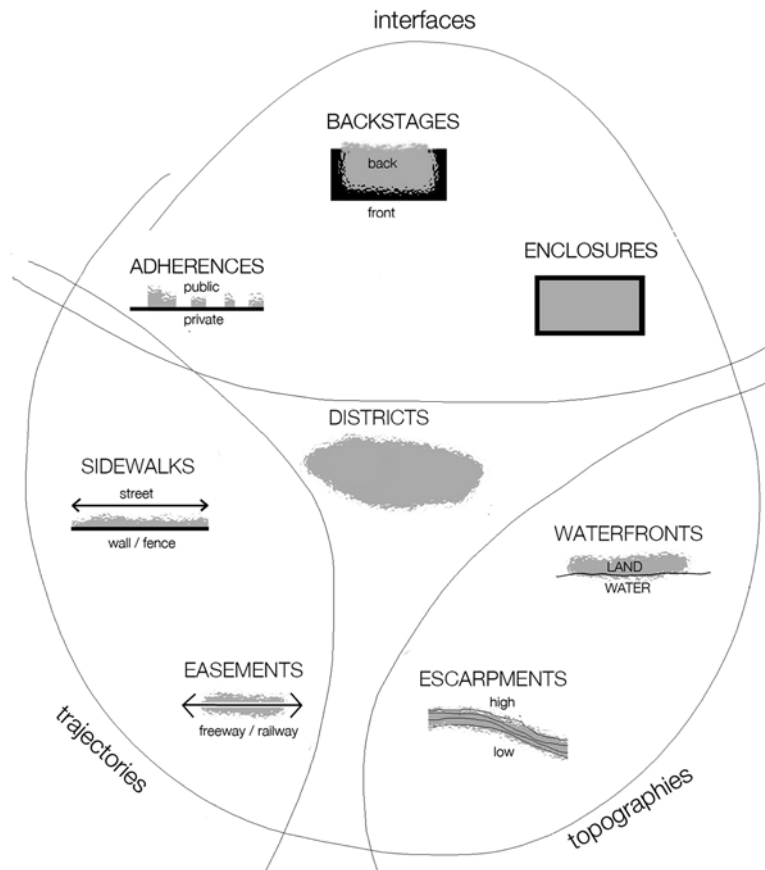 interfaces
BACKSTAGES
back
front
ENCLOSURES
ADHERENCES
public
private
DISTRICTS
SIDEWALKS
street
wall / fence
WATERFRONTS
LAND
WATER
EASEMENTS
freeway / railway
ESCARPMENTS
high
low
trajectories
topographies